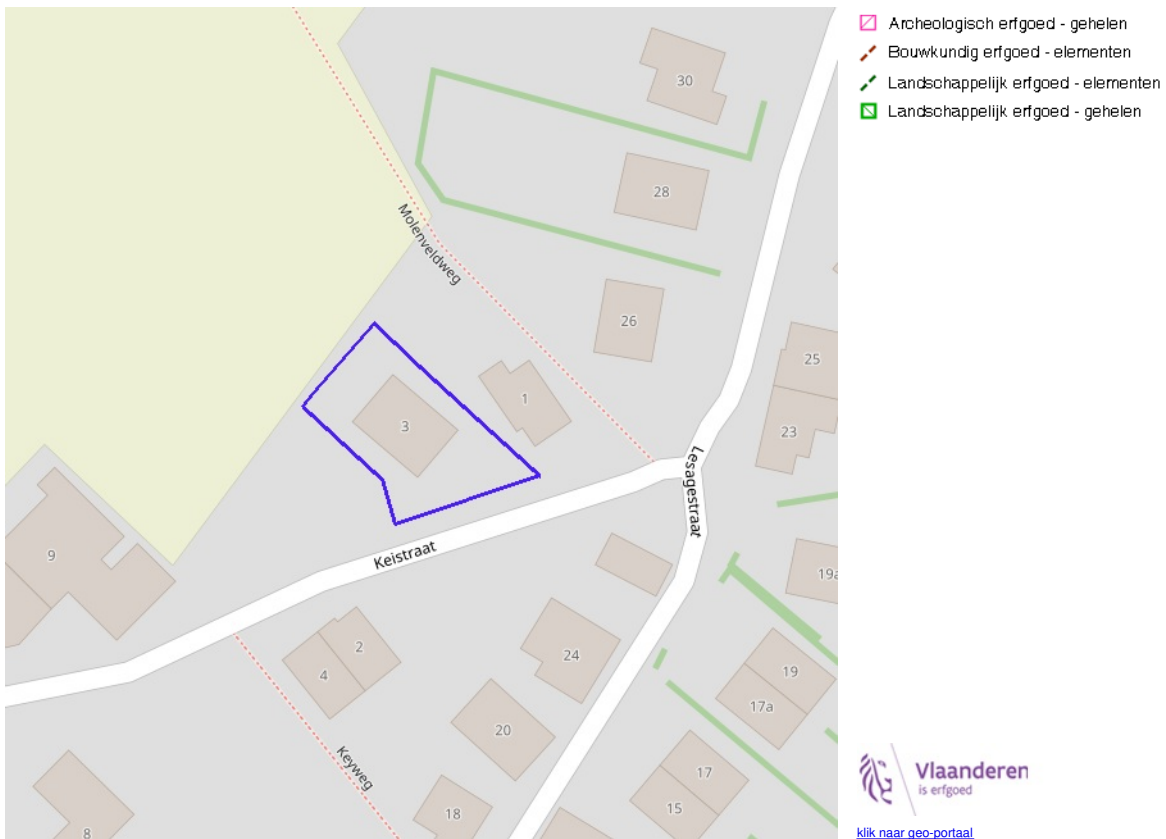 Archeologisch erfgoed - gehelen
Bouwkundig erfgoed - elementen
Landschappelijk erfgoed - elementen
Landschappelijk erfgoed - gehelen
30
28
Molenveldweg
26
25
1
3
23
Lesagestraat
9
Keistraat
19a
2
24
4
19
17a
20
Keyweg
17
15
18
8
Vlaanderen
is erfgoed
klik naar geo-portaal